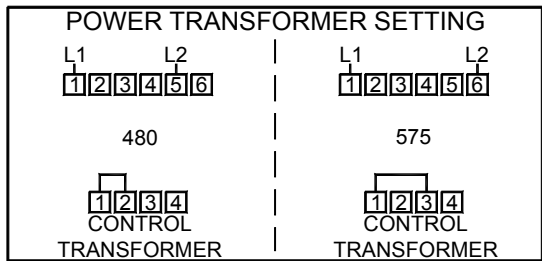 POWER TRANSFORMER SETTING
L1 L2 L1 L2
1 2 3 4 5 6 1 2 3 4 5 6
480 575
1 2 3 4 1 2 3 4
CONTROL CONTROL
TRANSFORMER TRANSFORMER